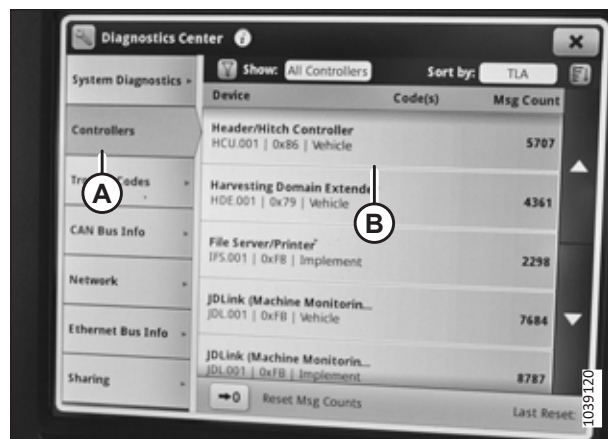 Diagnostics Center
System Diagnostics
Show: All Controllers Sort by: TLA
Device Code(s) Msg Count
Controllers
Header/Hitch Controller
HCU.001 | 0x86 | Vehicle 5707
A
B
Codes
Harvesting Domain Extende
HDE.001 | 0x79 | Vehicle 4361
CAN Bus Info
File Server/Printer
IFS.001 | 0xFB | Implement 2298
Network
JDLink (Machine Monitorin...
JDL.001 | 0xFB | Vehicle 7684
Ethernet Bus Info
JDLink (Machine Monitorin...
JDL.001 | 0xFB | Implement 8787
Sharing
→0 Reset Msg Counts Last Reset:
1039120